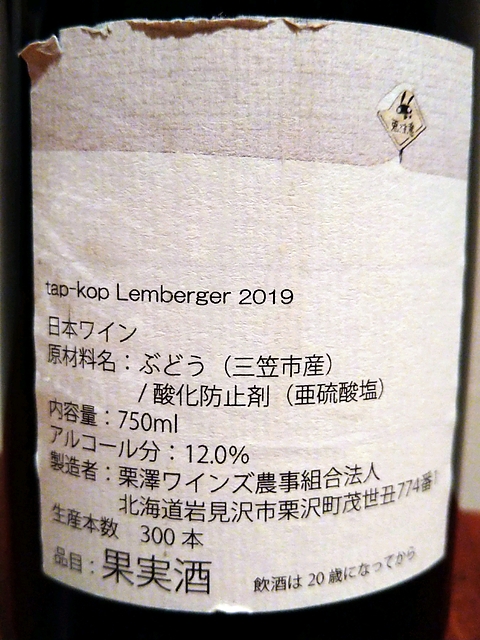 tap-kop Lemberger 2019
日本ワイン
原材料名：ぶどう（三笠市産）
/ 酸化防止剤（亜硫酸塩）
内容量：750ml
アルコール分：12.0%
製造者：栗澤ワインズ農事組合法人
北海道岩見沢市栗沢町茂世丑774番1
生産本数　300 本
品目：果実酒
飲酒は 20 歳になってから